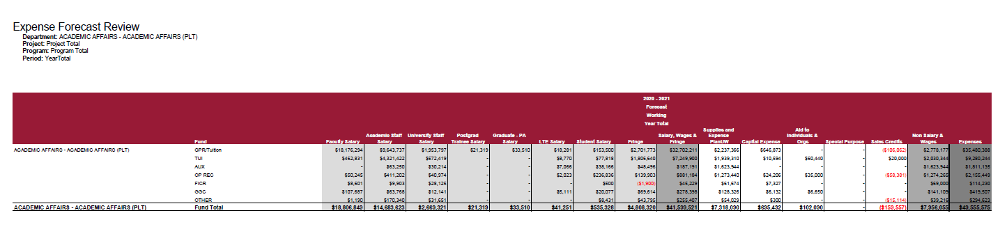 Expense Forecast Review
Department: ACADEMIC AFFAIRS - ACADEMIC AFFAIRS (PLT)
Project: Project Total
Program: Program Total
Period: YearTotal
2020 - 2021
Forecast
Working
Year Total
Fund Faculty Salary Academic Staff Salary University Staff Salary Postgrad Trainee Salary Graduate - PA Salary LTE Salary Student Salary Fringe Salary, Wages & Fringe Supplies and Expense PlanUW Capital Expense Aid to Individuals & Orgs Special Purpose Sales Credits Non Salary & Wages Expenses
ACADEMIC AFFAIRS - ACADEMIC AFFAIRS (PLT) GPR/Tuition $18,176,294 $9,643,737 $1,953,797 $21,319 $33,510 $18,281 $153,500 $2,701,773 $32,702,211 $2,237,366 $646,873 - - ($106,062) $2,778,177 $35,480,388
TUI $462,831 $4,321,422 $572,419 - - $8,770 $77,818 $1,806,640 $7,249,900 $1,939,310 $10,594 $60,440 - $20,000 $2,030,344 $9,280,244
AUX - $63,250 $30,214 - - $7,066 $38,166 $48,496 $187,191 $1,623,944 - - - - $1,623,944 $1,811,135
OP REC $50,245 $411,202 $40,974 - - $2,023 $236,836 $139,903 $881,184 $1,273,440 $24,206 $35,000 - ($58,381) $1,274,265 $2,155,449
FICR $8,601 $9,903 $28,125 - - - $500 ($1,900) $45,229 $61,674 $7,327 - - - $69,000 $114,230
GGC $107,687 $63,768 $12,141 - - $5,111 $20,077 $69,614 $278,398 $128,326 $6,132 $6,650 - - $141,109 $419,507
OTHER $1,190 $170,340 $31,651 - - - $8,431 $43,795 $255,407 $54,029 $300 - - ($15,114) $39,216 $294,623
ACADEMIC AFFAIRS - ACADEMIC AFFAIRS (PLT) Fund Total $18,806,849 $14,683,623 $2,669,321 $21,319 $33,510 $41,251 $535,328 $4,808,320 $41,599,521 $7,318,090 $695,432 $102,090 - ($159,557) $7,956,055 $49,555,575